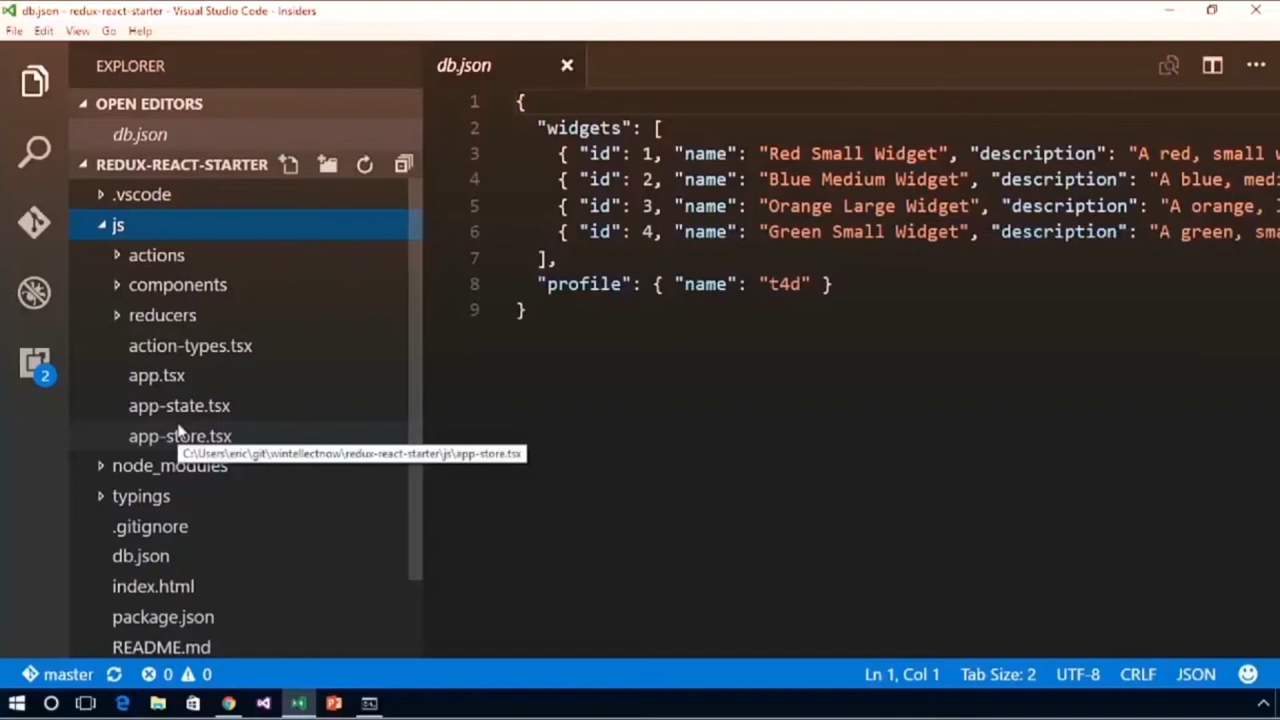 db.json - redux-react-starter - Visual Studio Code - Insiders
File Edit View Go Help
EXPLORER
OPEN EDITORS
db.json
REDUX-REACT-STARTER
.vscode
js
actions
components
reducers
action-types.tsx
app.tsx
app-state.tsx
app-store.tsx
C:\Users\eric\git\wintellectnow\redux-react-starter\js\app-store.tsx
node_modules
typings
.gitignore
db.json
index.html
package.json
README.md
2
db.json
1 {
2 "widgets": [
3 { "id": 1, "name": "Red Small Widget", "description": "A red, small w
4 { "id": 2, "name": "Blue Medium Widget", "description": "A blue, medi
5 { "id": 3, "name": "Orange Large Widget", "description": "A orange, l
6 { "id": 4, "name": "Green Small Widget", "description": "A green, sma
7 ],
8 "profile": { "name": "t4d" }
9 }
master 0 0 Ln 1, Col 1 Tab Size: 2 UTF-8 CRLF JSON